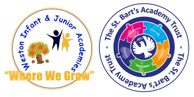 Weston Infant & Junior Academies
"Where We Grow"
The St. Bart's Academy Trust - The St. Bart's Academy Trust -